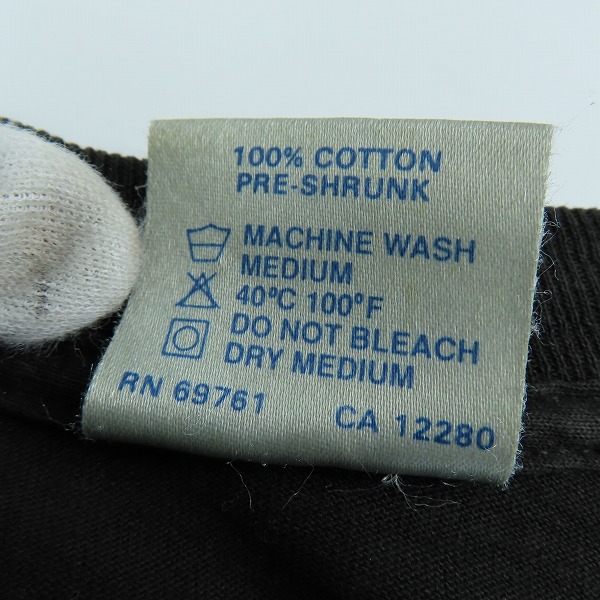 100% COTTON
PRE-SHRUNK
MACHINE WASH
MEDIUM
40°C 100°F
DO NOT BLEACH
DRY MEDIUM
RN 69761 CA 12280